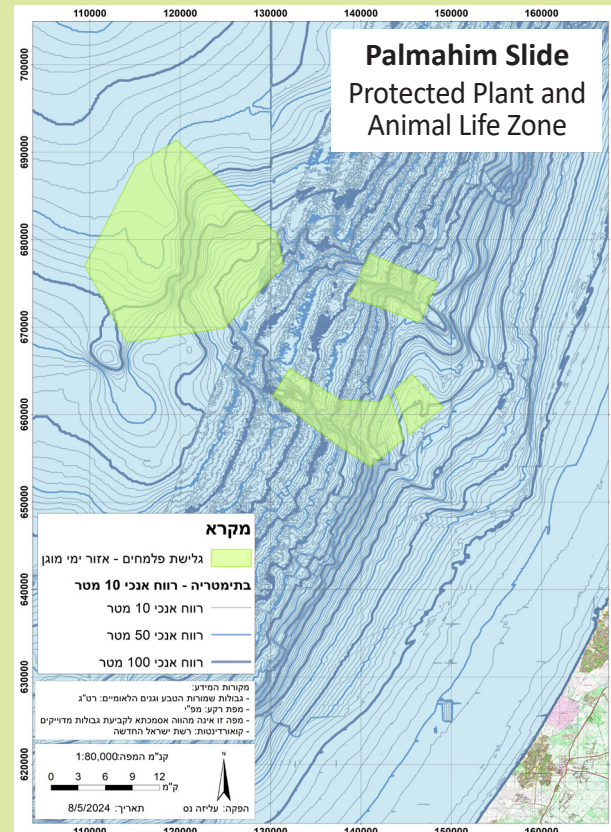 110000 120000 130000 140000 150000 160000
Palmahim Slide
Protected Plant and
Animal Life Zone
700000
690000
680000
670000
660000
650000
640000
630000
620000
מקרא
גלישת פלמחים - אזור ימי מוגן
בתימטריה - רווח אנכי 10 מטר
רווח אנכי 10 מטר
רווח אנכי 50 מטר
רווח אנכי 100 מטר
מקורות המידע:
- גבולות שמורות הטבע וגנים הלאומיים: רט"ג
- מפת רקע: מפ"י
- מפה זו אינה מהווה אסמכתא לקביעת גבולות מדוייקים
- קואורדינטות: רשת ישראל החדשה
קנ"מ המפה:1:80,000
0 3 6 9 12
ק"מ
N
תאריך: 8/5/2024
הפקה: עליזה נס
110000 120000 130000 140000 150000 160000